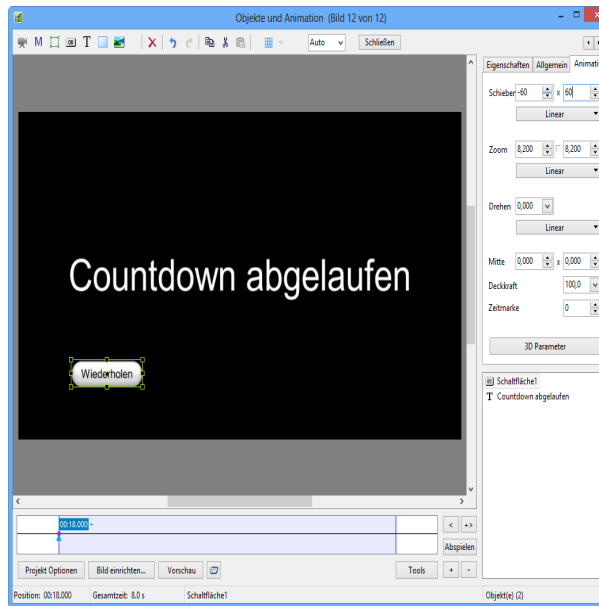 Objekte und Animation (Bild 12 von 12)
M T Auto Schließen
Eigenschaften Allgemein Animati
Schieber -60 x 60
Linear
Zoom 8,200 8,200
Linear
Drehen 0,000
Linear
Mitte 0,000 x 0,000
Deckkraft 100,0
Zeitmarke 0
3D Parameter
Schaltfläche1
T Countdown abgelaufen
Countdown abgelaufen
Wiederholen
00:18.000
< +>
Abspielen
Projekt Optionen Bild einrichten... Vorschau Tools + -
Position: 00:18.000 Gesamtzeit: 8.0 s Schaltfläche1 Objekt(e) (2)